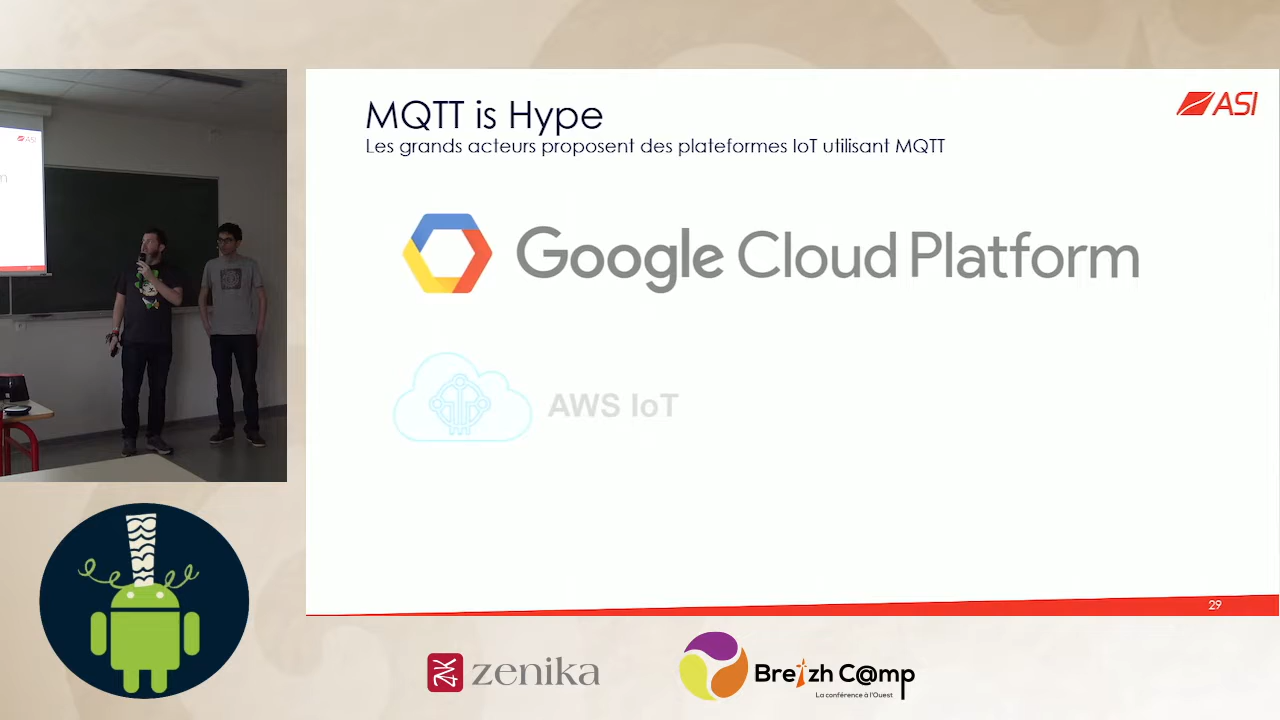 MQTT is Hype
Les grands acteurs proposent des plateformes IoT utilisant MQTT
ASI
Google Cloud Platform
AWS IoT
29
zenika
Breizh C@mp
La conférence à l'Ouest